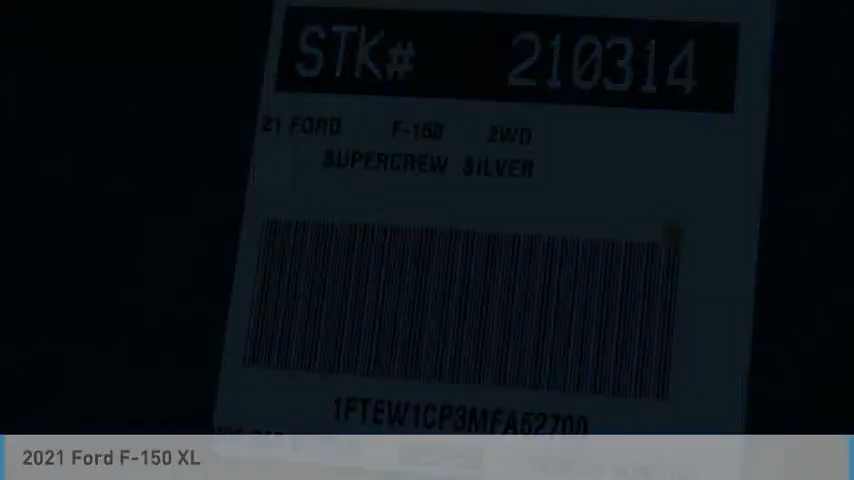 STK# 210314
21 FORD F-150 2WD
SUPERCREW SILVER
1FTEW1CP3MFA52700
2021 Ford F-150 XL